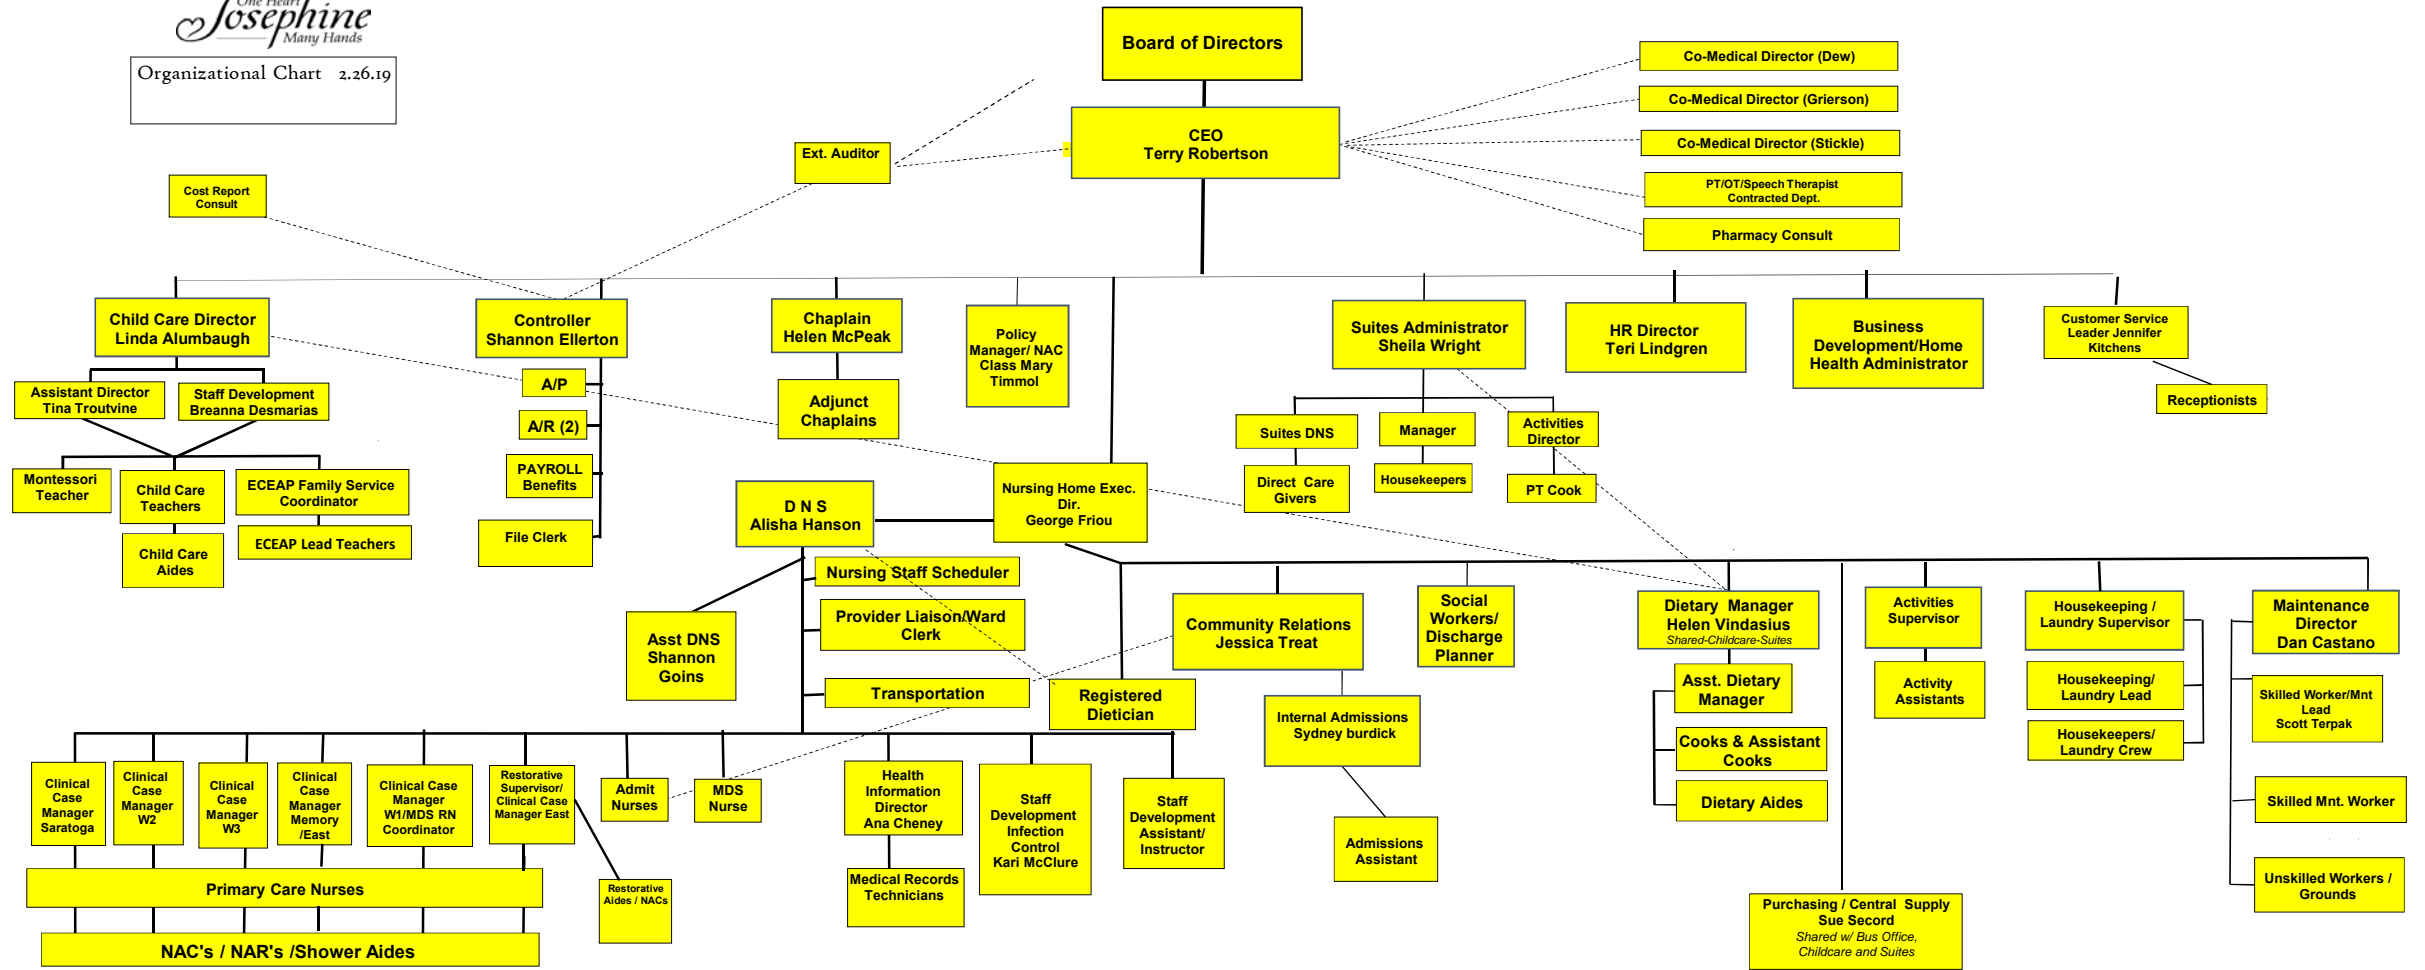 One Heart
Josephine
Many Hands
Organizational Chart 2.26.19
Board of Directors
CEO
Terry Robertson
Ext. Auditor
Cost Report
Consult
Co-Medical Director (Dew)
Co-Medical Director (Grierson)
Co-Medical Director (Stickle)
PT/OT/Speech Therapist
Contracted Dept.
Pharmacy Consult
Child Care Director
Linda Alumbaugh
Controller
Shannon Ellerton
Chaplain
Helen McPeak
Policy
Manager/ NAC
Class Mary
Timmol
Suites Administrator
Sheila Wright
HR Director
Teri Lindgren
Business
Development/Home
Health Administrator
Customer Service
Leader Jennifer
Kitchens
Receptionists
Assistant Director
Tina Troutvine
Staff Development
Breanna Desmarias
A/P
A/R (2)
PAYROLL
Benefits
File Clerk
Adjunct
Chaplains
Suites DNS
Manager
Activities
Director
Direct Care
Givers
Housekeepers
PT Cook
Montessori
Teacher
Child Care
Teachers
ECEAP Family Service
Coordinator
Child Care
Aides
ECEAP Lead Teachers
D N S
Alisha Hanson
Nursing Home Exec.
Dir.
George Friou
Nursing Staff Scheduler
Provider Liaison/Ward
Clerk
Asst DNS
Shannon
Goins
Transportation
Registered
Dietician
Community Relations
Jessica Treat
Social
Workers/
Discharge
Planner
Dietary Manager
Helen Vindasius
Shared-Childcare-Suites
Activities
Supervisor
Housekeeping /
Laundry Supervisor
Maintenance
Director
Dan Castano
Internal Admissions
Sydney burdick
Asst. Dietary
Manager
Activity
Assistants
Housekeeping/
Laundry Lead
Skilled Worker/Mnt
Lead
Scott Terpak
Cooks & Assistant
Cooks
Housekeepers/
Laundry Crew
Dietary Aides
Skilled Mnt. Worker
Admissions
Assistant
Unskilled Workers /
Grounds
Purchasing / Central Supply
Sue Secord
Shared w/ Bus Office,
Childcare and Suites
Clinical
Case
Manager
Saratoga
Clinical
Case
Manager
W2
Clinical
Case
Manager
W3
Clinical
Case
Manager
Memory
/East
Clinical Case
Manager
W1/MDS RN
Coordinator
Restorative
Supervisor/
Clinical Case
Manager East
Admit
Nurses
MDS
Nurse
Health
Information
Director
Ana Cheney
Staff
Development
Infection
Control
Kari McClure
Staff
Development
Assistant/
Instructor
Primary Care Nurses
Restorative
Aides / NACs
Medical Records
Technicians
NAC's / NAR's /Shower Aides